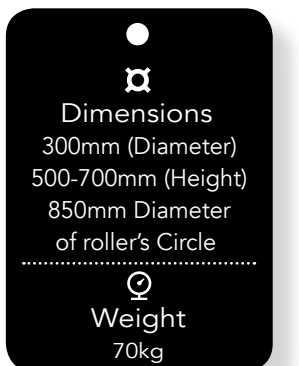 Dimensions
300mm (Diameter)
500-700mm (Height)
850mm Diameter
of roller's Circle
Weight
70kg